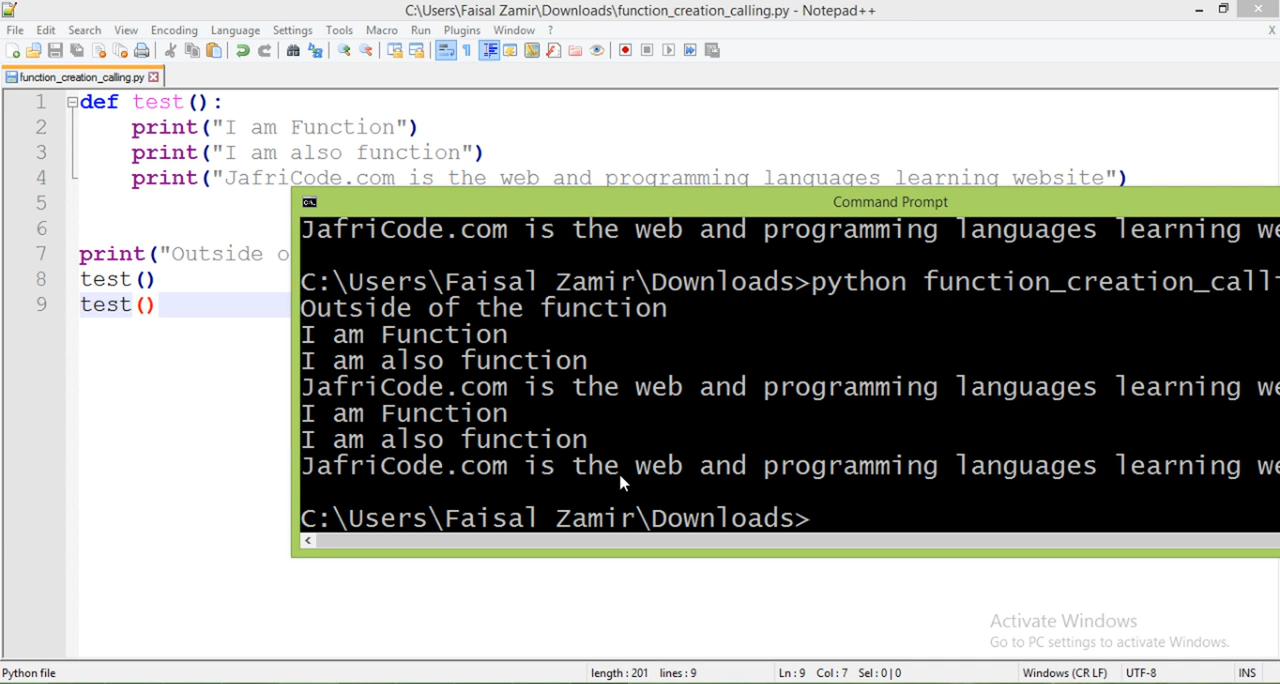 C:\Users\Faisal Zamir\Downloads\function_creation_calling.py - Notepad++
File Edit Search View Encoding Language Settings Tools Macro Run Plugins Window ? X
function_creation_calling.py
1 def test():
2 print("I am Function")
3 print("I am also function")
4 print("JafriCode.com is the web and programming languages learning website")
5
6
7 print("Outside o
8 test()
9 test()
Command Prompt
JafriCode.com is the web and programming languages learning we
C:\Users\Faisal Zamir\Downloads>python function_creation_calli
Outside of the function
I am Function
I am also function
JafriCode.com is the web and programming languages learning we
I am Function
I am also function
JafriCode.com is the web and programming languages learning we
C:\Users\Faisal Zamir\Downloads>
Activate Windows
Go to PC settings to activate Windows.
Python file length : 201 lines : 9 Ln : 9 Col : 7 Sel : 0 | 0 Windows (CR LF) UTF-8 INS